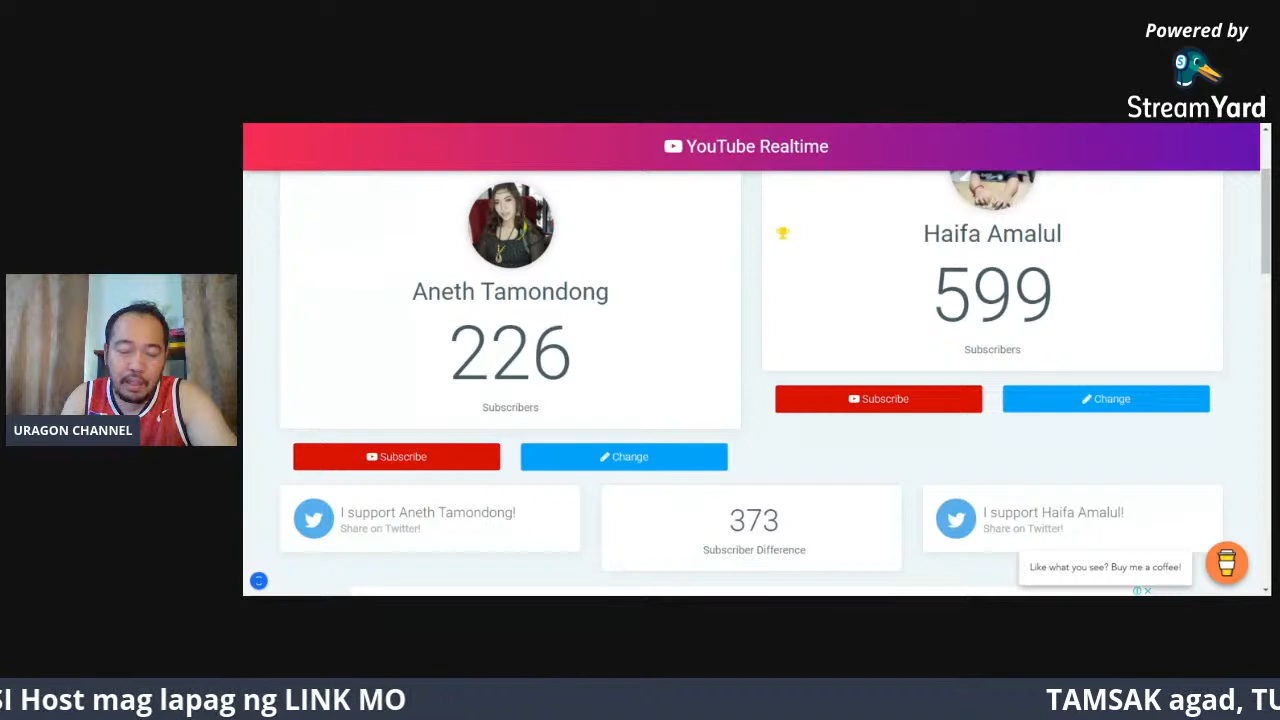 Powered by
StreamYard
YouTube Realtime
Aneth Tamondong
226
Subscribers
Subscribe
Change
Haifa Amalul
599
Subscribers
Subscribe
Change
I support Aneth Tamondong!
Share on Twitter!
373
Subscriber Difference
I support Haifa Amalul!
Share on Twitter!
Like what you see? Buy me a coffee!
URAGON CHANNEL
SI Host mag lapag ng LINK MO
TAMSAK agad,